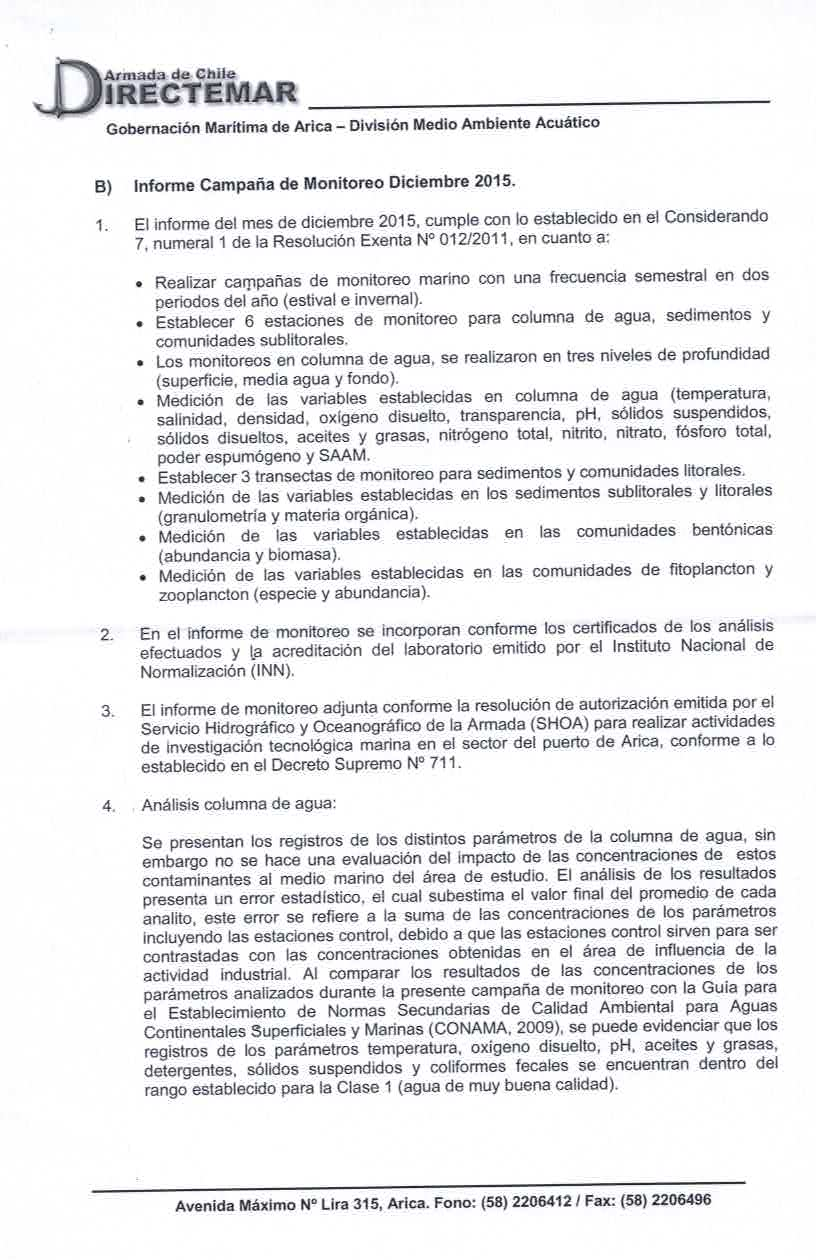 Armada de Chile
DIRECTEMAR
Gobernación Marítima de Arica – División Medio Ambiente Acuático
B) Informe Campaña de Monitoreo Diciembre 2015.
1. El informe del mes de diciembre 2015, cumple con lo establecido en el Considerando
7, numeral 1 de la Resolución Exenta Nº 012/2011, en cuanto a:
• Realizar campañas de monitoreo marino con una frecuencia semestral en dos
periodos del año (estival e invernal).
• Establecer 6 estaciones de monitoreo para columna de agua, sedimentos y
comunidades sublitorales.
• Los monitoreos en columna de agua, se realizaron en tres niveles de profundidad
(superficie, media agua y fondo).
• Medición de las variables establecidas en columna de agua (temperatura,
salinidad, densidad, oxígeno disuelto, transparencia, pH, sólidos suspendidos,
sólidos disueltos, aceites y grasas, nitrógeno total, nitrito, nitrato, fósforo total,
poder espumógeno y SAAM.
• Establecer 3 transectas de monitoreo para sedimentos y comunidades litorales.
• Medición de las variables establecidas en los sedimentos sublitorales y litorales
(granulometría y materia orgánica).
• Medición de las variables establecidas en las comunidades bentónicas
(abundancia y biomasa).
• Medición de las variables establecidas en las comunidades de fitoplancton y
zooplancton (especie y abundancia).
2. En el informe de monitoreo se incorporan conforme los certificados de los análisis
efectuados y la acreditación del laboratorio emitido por el Instituto Nacional de
Normalización (INN).
3. El informe de monitoreo adjunta conforme la resolución de autorización emitida por el
Servicio Hidrográfico y Oceanográfico de la Armada (SHOA) para realizar actividades
de investigación tecnológica marina en el sector del puerto de Arica, conforme a lo
establecido en el Decreto Supremo Nº 711.
4. Análisis columna de agua:
Se presentan los registros de los distintos parámetros de la columna de agua, sin
embargo no se hace una evaluación del impacto de las concentraciones de estos
contaminantes al medio marino del área de estudio. El análisis de los resultados
presenta un error estadístico, el cual subestima el valor final del promedio de cada
analito, este error se refiere a la suma de las concentraciones de los parámetros
incluyendo las estaciones control, debido a que las estaciones control sirven para ser
contrastadas con las concentraciones obtenidas en el área de influencia de la
actividad industrial. Al comparar los resultados de las concentraciones de los
parámetros analizados durante la presente campaña de monitoreo con la Guía para
el Establecimiento de Normas Secundarias de Calidad Ambiental para Aguas
Continentales Superficiales y Marinas (CONAMA, 2009), se puede evidenciar que los
registros de los parámetros temperatura, oxigeno disuelto, pH, aceites y grasas,
detergentes, sólidos suspendidos y coliformes fecales se encuentran dentro del
rango establecido para la Clase 1 (agua de muy buena calidad).
Avenida Máximo Nº Lira 315, Arica. Fono: (58) 2206412 / Fax: (58) 2206496